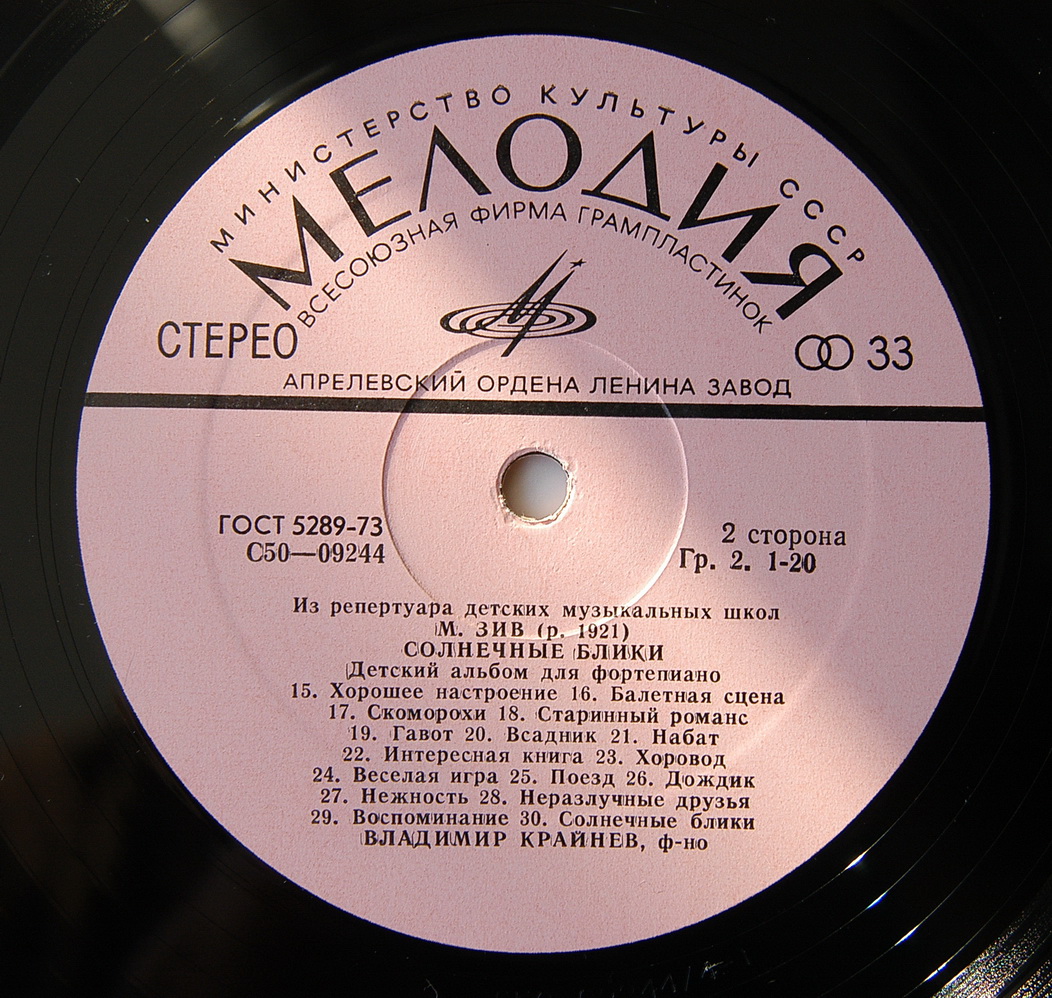 МИНИСТЕРСТВО КУЛЬТУРЫ СССР
МЕЛОДИЯ
ВСЕСОЮЗНАЯ ФИРМА ГРАМПЛАСТИНОК
СТЕРЕО
33
АПРЕЛЕВСКИЙ ОРДЕНА ЛЕНИНА ЗАВОД
ГОСТ 5289-73
С50—09244
2 сторона
Гр. 2. 1-20
Из репертуара детских музыкальных школ
М. ЗИВ (р. 1921)
СОЛНЕЧНЫЕ БЛИКИ
Детский альбом для фортепиано
15. Хорошее настроение 16. Балетная сцена
17. Скоморохи 18. Старинный романс
19. Гавот 20. Всадник 21. Набат
22. Интересная книга 23. Хоровод
24. Веселая игра 25. Поезд 26. Дождик
27. Нежность 28. Неразлучные друзья
29. Воспоминание 30. Солнечные блики
ВЛАДИМИР КРАЙНЕВ, ф-но